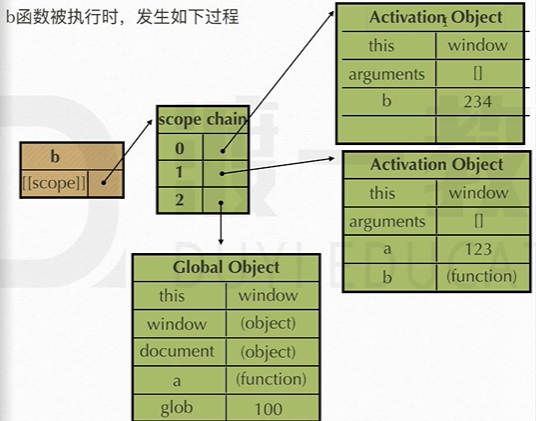 b函数被执行时，发生如下过程
Activation Object
this window
arguments []
b 234
scope chain
0
1
2
b
[[scope]]
Activation Object
this window
arguments []
a 123
b (function)
Global Object
this window
window (object)
document (object)
a (function)
glob 100
DUYI EDUCAT